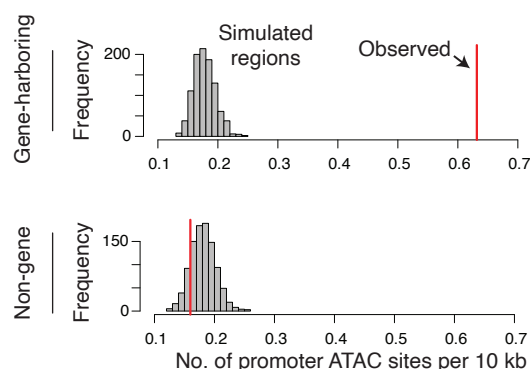 Gene-harboring
Frequency
200
0
Simulated
regions
Observed
0.1 0.2 0.3 0.4 0.5 0.6 0.7
Non-gene
Frequency
150
0
0.1 0.2 0.3 0.4 0.5 0.6 0.7
No. of promoter ATAC sites per 10 kb